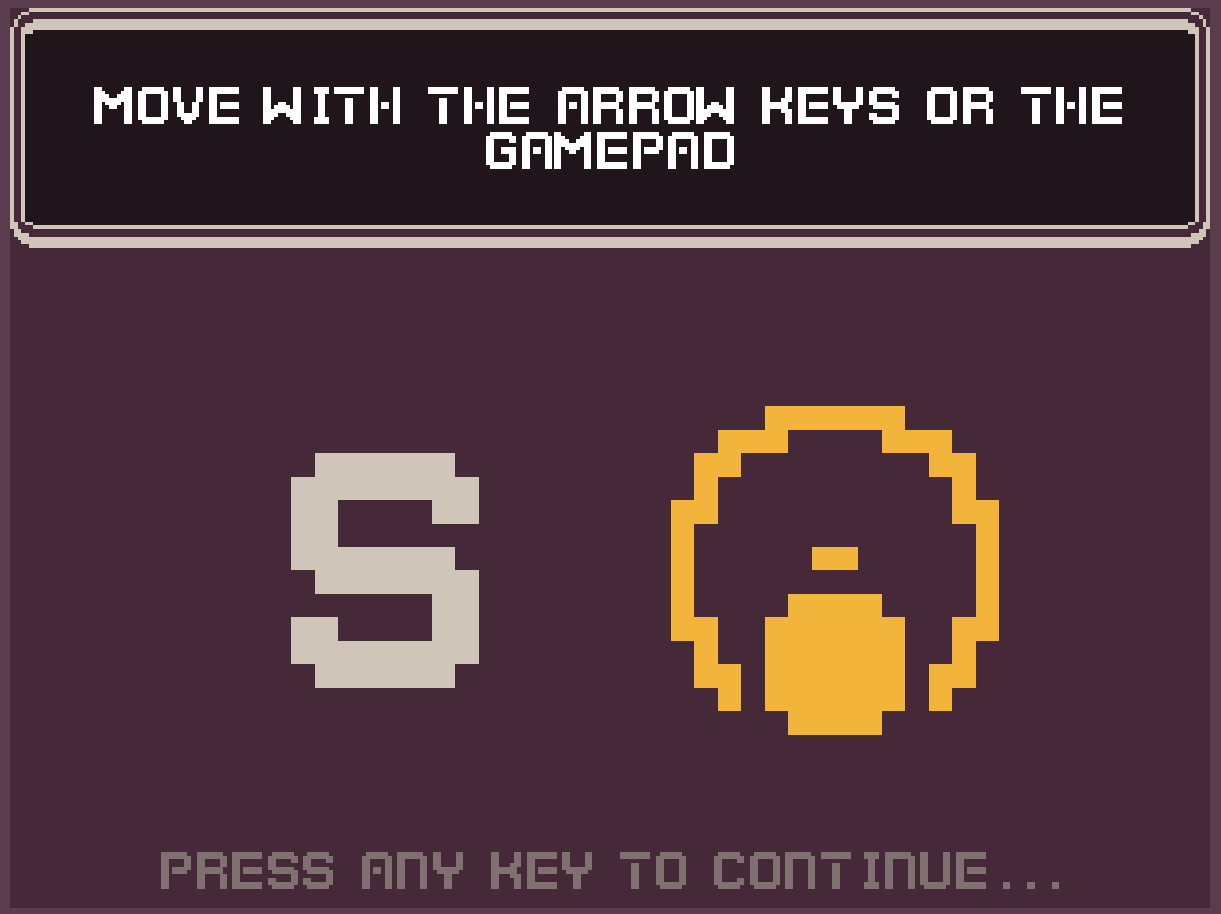 MOVE WITH THE ARROW KEYS OR THE
GAMEPAD
S
PRESS ANY KEY TO CONTINUE...